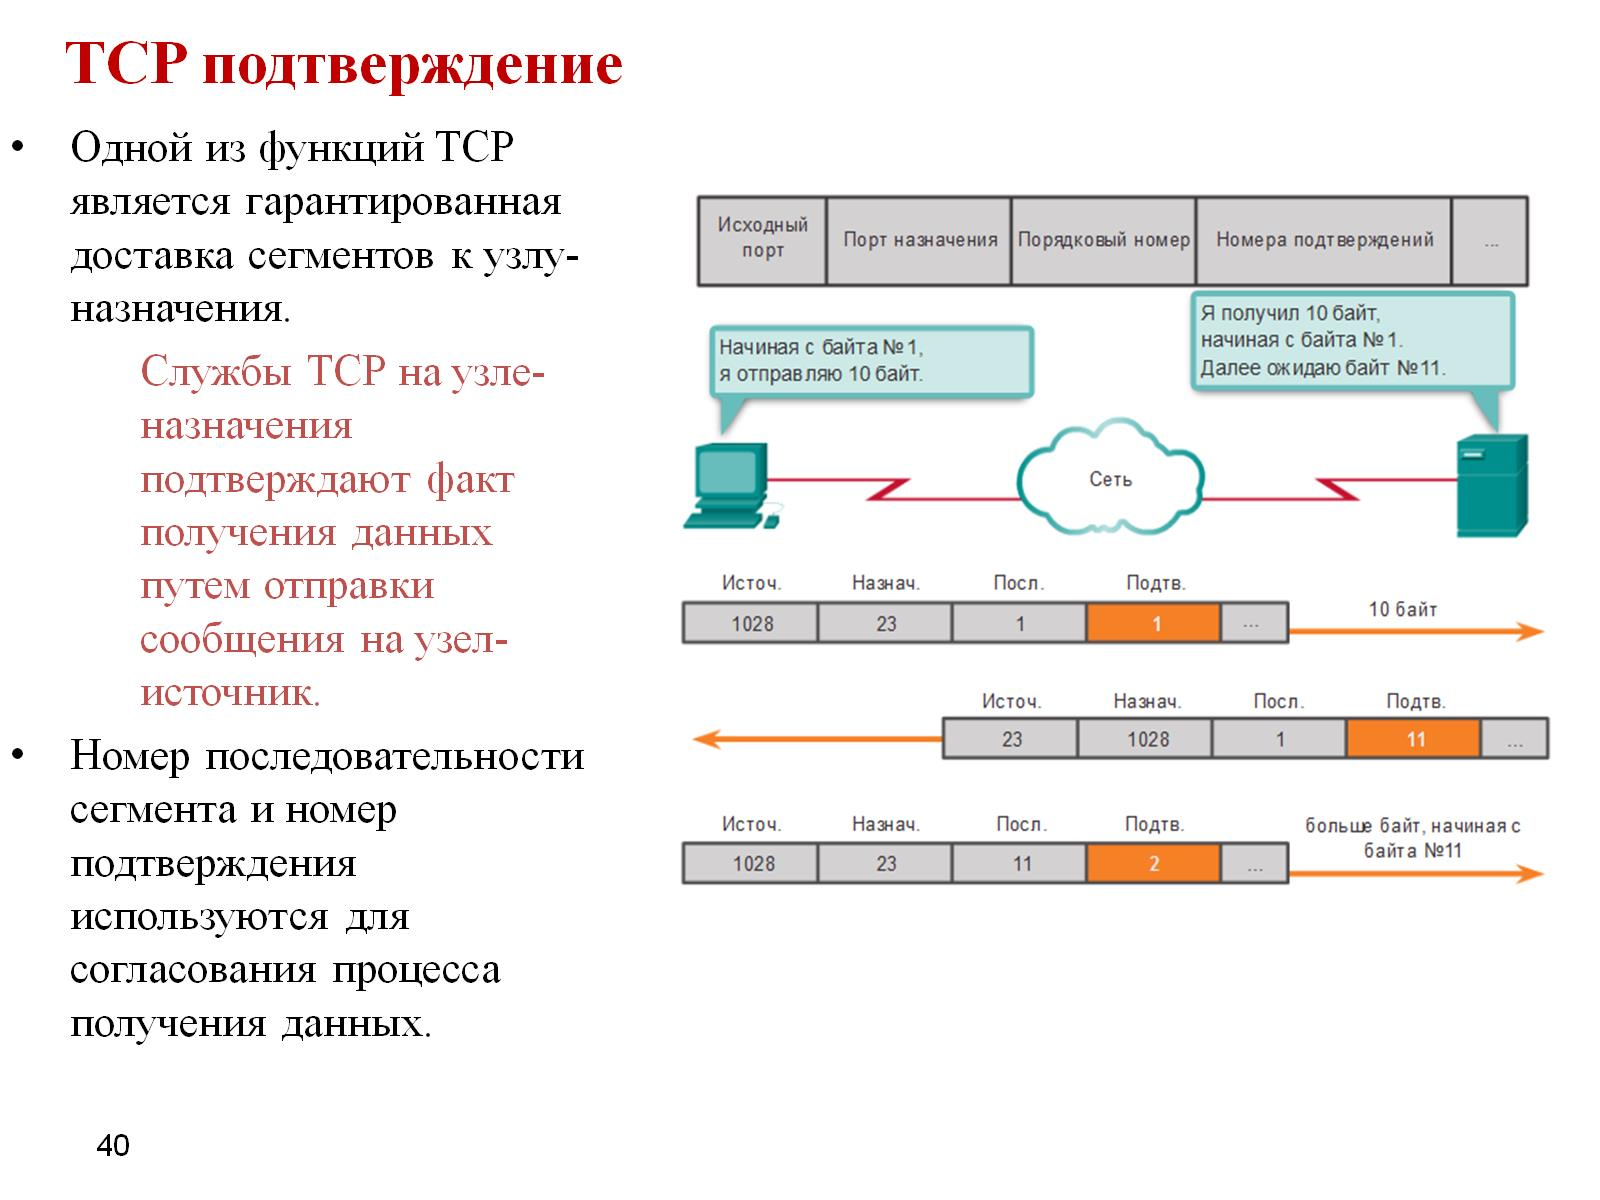 TCP подтверждение
• Одной из функций TCP
является гарантированная
доставка сегментов к узлу-
назначения.
Службы TCP на узле-
назначения
подтверждают факт
получения данных
путем отправки
сообщения на узел-
источник.
• Номер последовательности
сегмента и номер
подтверждения
используются для
согласования процесса
получения данных.
Исходный
порт
Порт назначения
Порядковый номер
Номера подтверждений
...
Начиная с байта №1,
я отправляю 10 байт.
Я получил 10 байт,
начиная с байта №1.
Далее ожидаю байт №11.
Сеть
Источ. Назнач. Посл. Подтв.
1028 23 1 1 ...
10 байт
Источ. Назнач. Посл. Подтв.
23 1028 1 11 ...
Источ. Назнач. Посл. Подтв.
1028 23 11 2 ...
больше байт, начиная с
байта №11
40